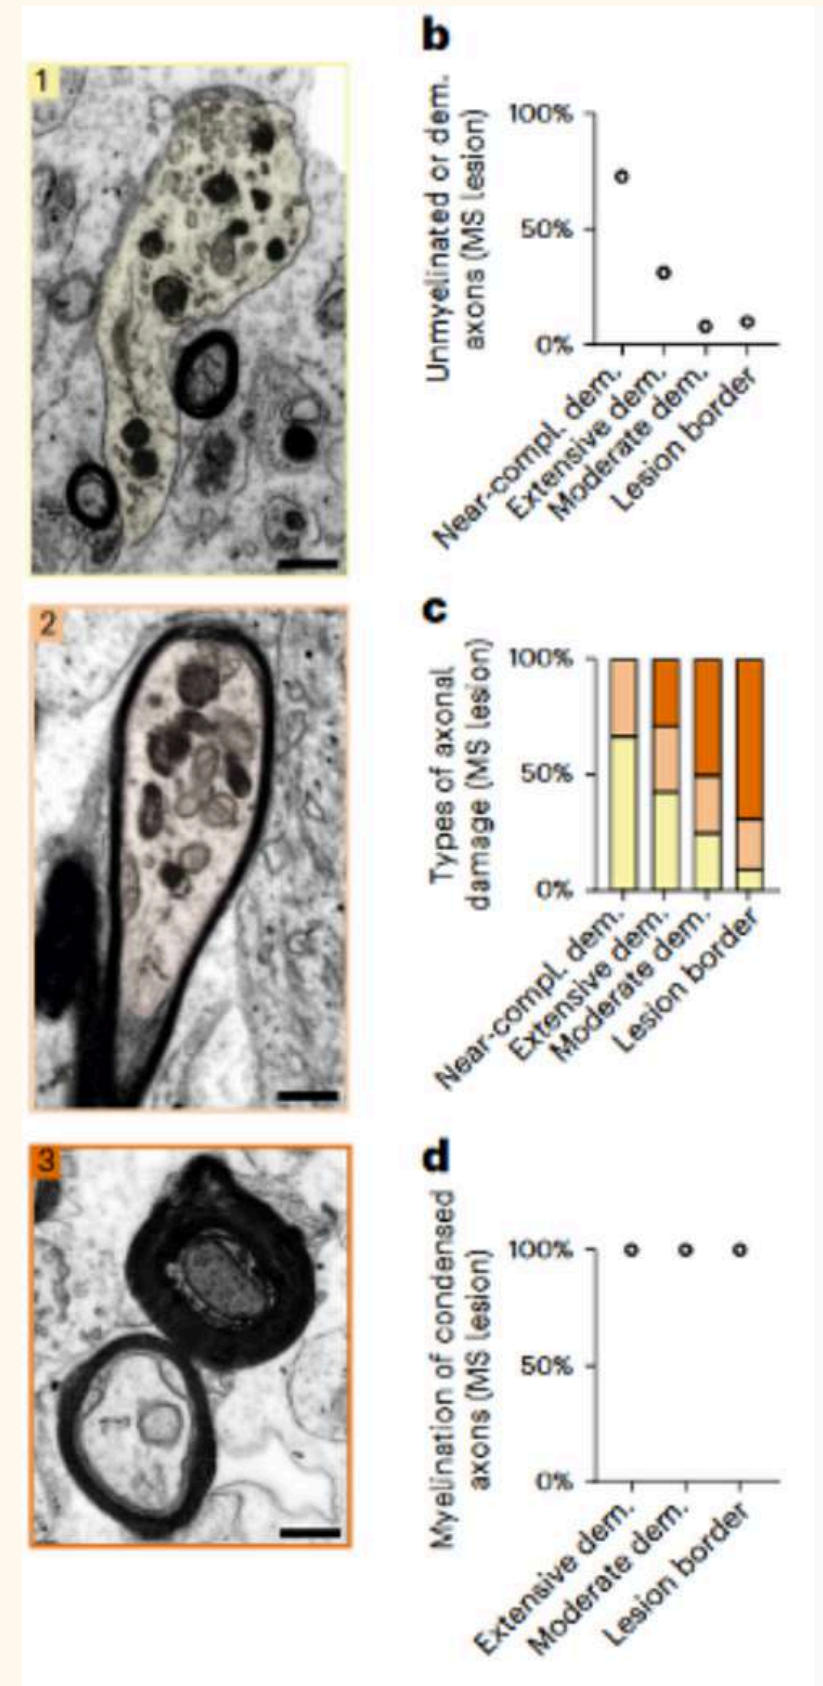 1
2
3
b
Unmyelinated or dem.
axons (MS lesion)
100%
50%
0%
Near-compl. dem.
Extensive dem.
Moderate dem.
Lesion border
c
Types of axonal
damage (MS lesion)
100%
50%
0%
Near-compl. dem.
Extensive dem.
Moderate dem.
Lesion border
d
Myelination of condensed
axons (MS lesion)
100%
50%
0%
Extensive dem.
Moderate dem.
Lesion border